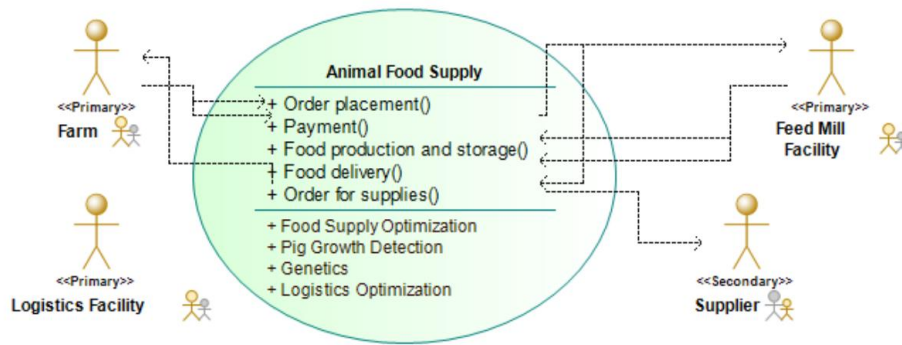 Animal Food Supply
+ Order placement()
+ Payment()
+ Food production and storage()
+ Food delivery()
+ Order for supplies()
+ Food Supply Optimization
+ Pig Growth Detection
+ Genetics
+ Logistics Optimization
<<Primary>>
Farm
<<Primary>>
Logistics Facility
<<Primary>>
Feed Mill
Facility
<<Secondary>>
Supplier